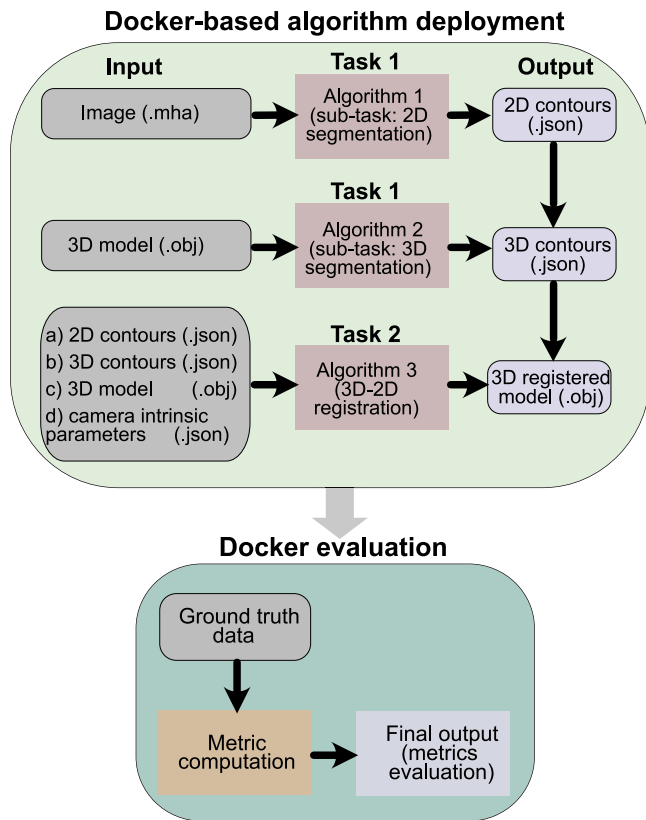 Docker-based algorithm deployment
Input
Task 1
Output
Image (.mha)
Algorithm 1
(sub-task: 2D
segmentation)
2D contours
(.json)
Task 1
3D model (.obj)
Algorithm 2
(sub-task: 3D
segmentation)
3D contours
(.json)
Task 2
a) 2D contours (.json)
b) 3D contours (.json)
c) 3D model (.obj)
d) camera intrinsic
parameters (.json)
Algorithm 3
(3D-2D
registration)
3D registered
model (.obj)
Docker evaluation
Ground truth
data
Metric
computation
Final output
(metrics
evaluation)